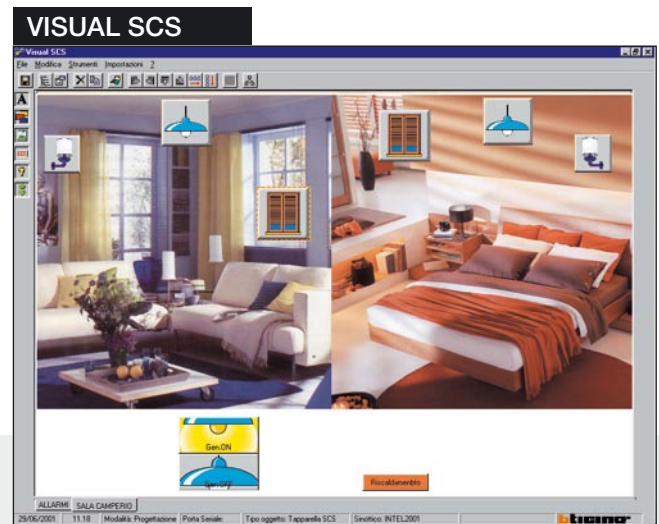 VISUAL SCS
Visual SCS
File Modifica Strumenti Impostazioni ?
A
Gen.ON
Gen.OFF
Riscaldamento
ALLARMI SALA CAMPERIO
29/06/2001 11.18 Modalità: Progettazione Porta Seriale: Tipo oggetto: Tapparella SCS Sinottico: INTEL2001 bticino